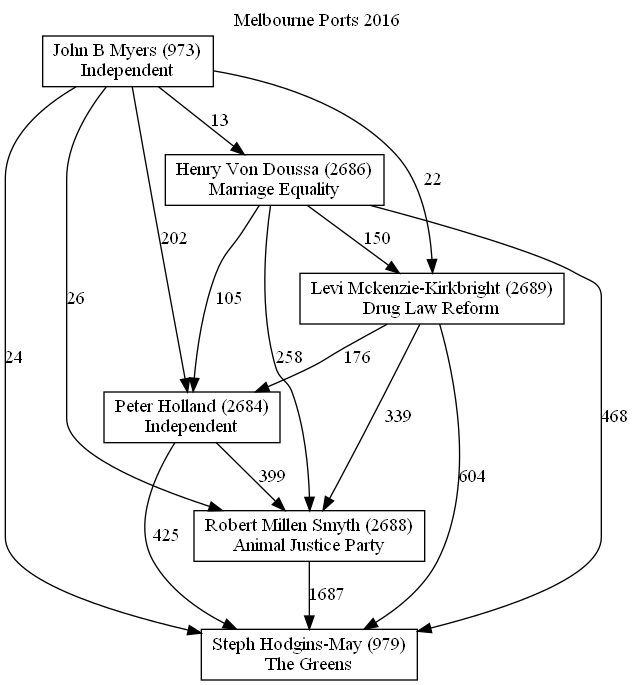 Melbourne Ports 2016
John B Myers (973)
Independent
13
Henry Von Doussa (2686)
Marriage Equality
22
202
150
Levi Mckenzie-Kirkbright (2689)
Drug Law Reform
26
105
24
258
176
Peter Holland (2684)
Independent
339
468
399
604
Robert Millen Smyth (2688)
Animal Justice Party
425
1687
Steph Hodgins-May (979)
The Greens